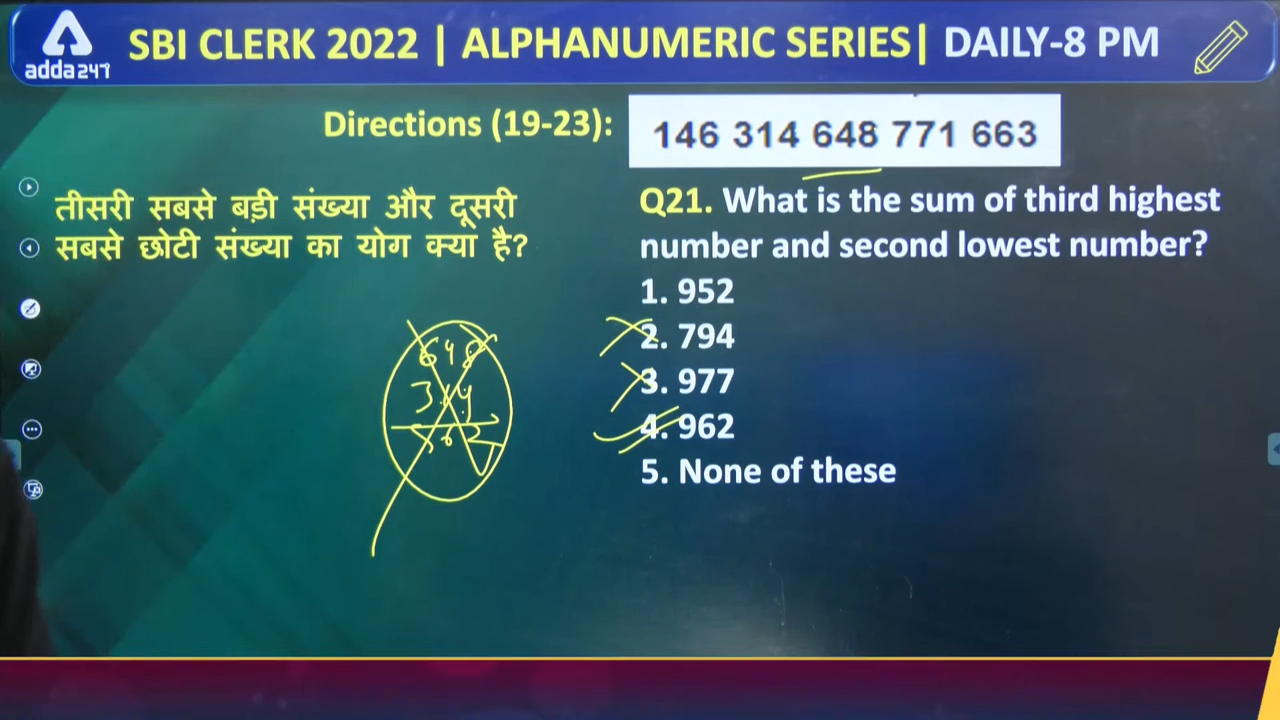 adda247
SBI CLERK 2022 | ALPHANUMERIC SERIES| DAILY-8 PM
Directions (19-23):
146 314 648 771 663
तीसरी सबसे बड़ी संख्या और दूसरी
सबसे छोटी संख्या का योग क्या है?
Q21. What is the sum of third highest
number and second lowest number?
1. 952
2. 794
3. 977
4. 962
5. None of these
648
314